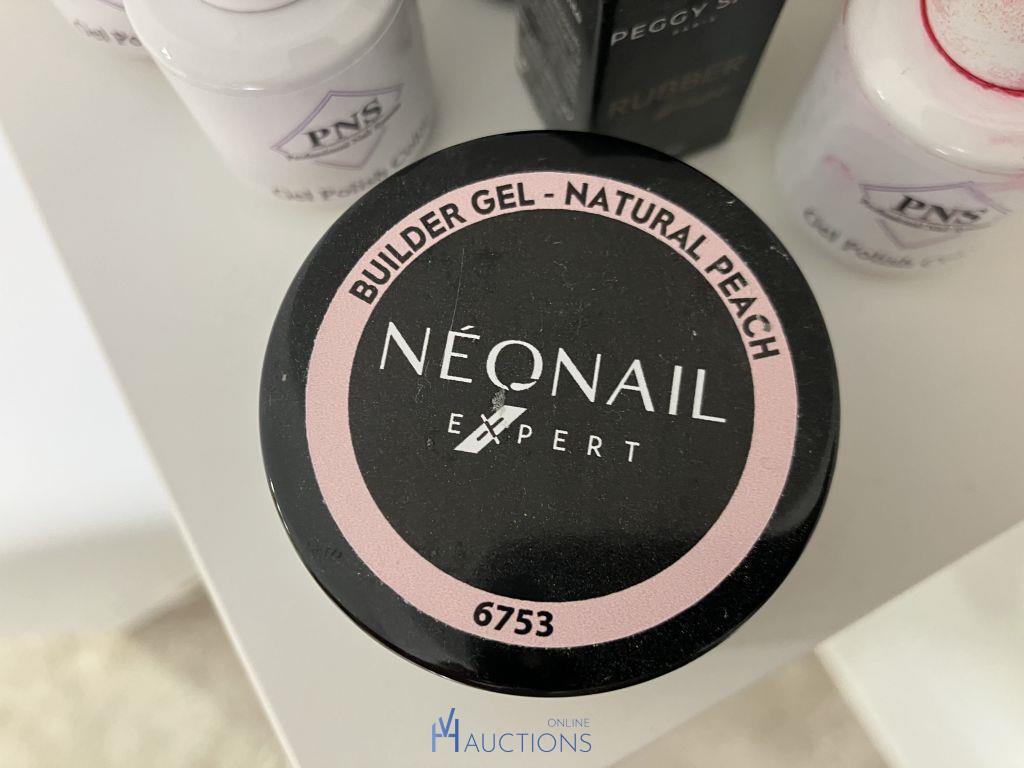 PNS
Gel Polish
PEGGY S
RUBBER
PNS
Gel Polish
BUILDER GEL - NATURAL PEACH
NÉONAIL
EXPERT
6753
ONLINE
AUCTIONS